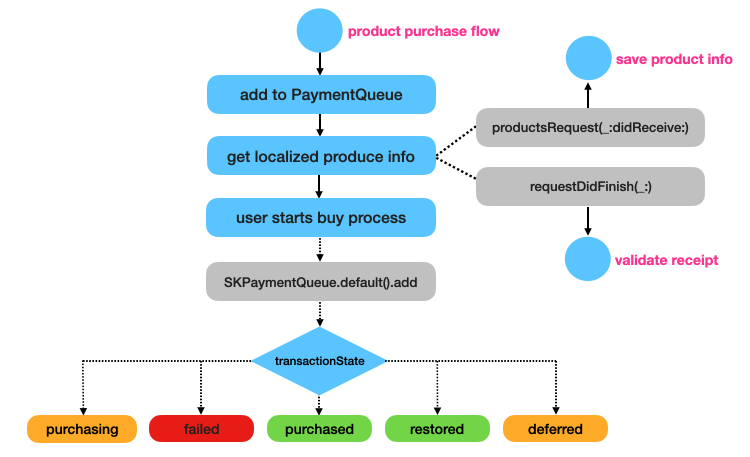 product purchase flow
save product info
add to PaymentQueue
productsRequest(_:didReceive:)
get localized produce info
requestDidFinish(_:)
user starts buy process
validate receipt
SKPaymentQueue.default().add
transactionState
purchasing
failed
purchased
restored
deferred